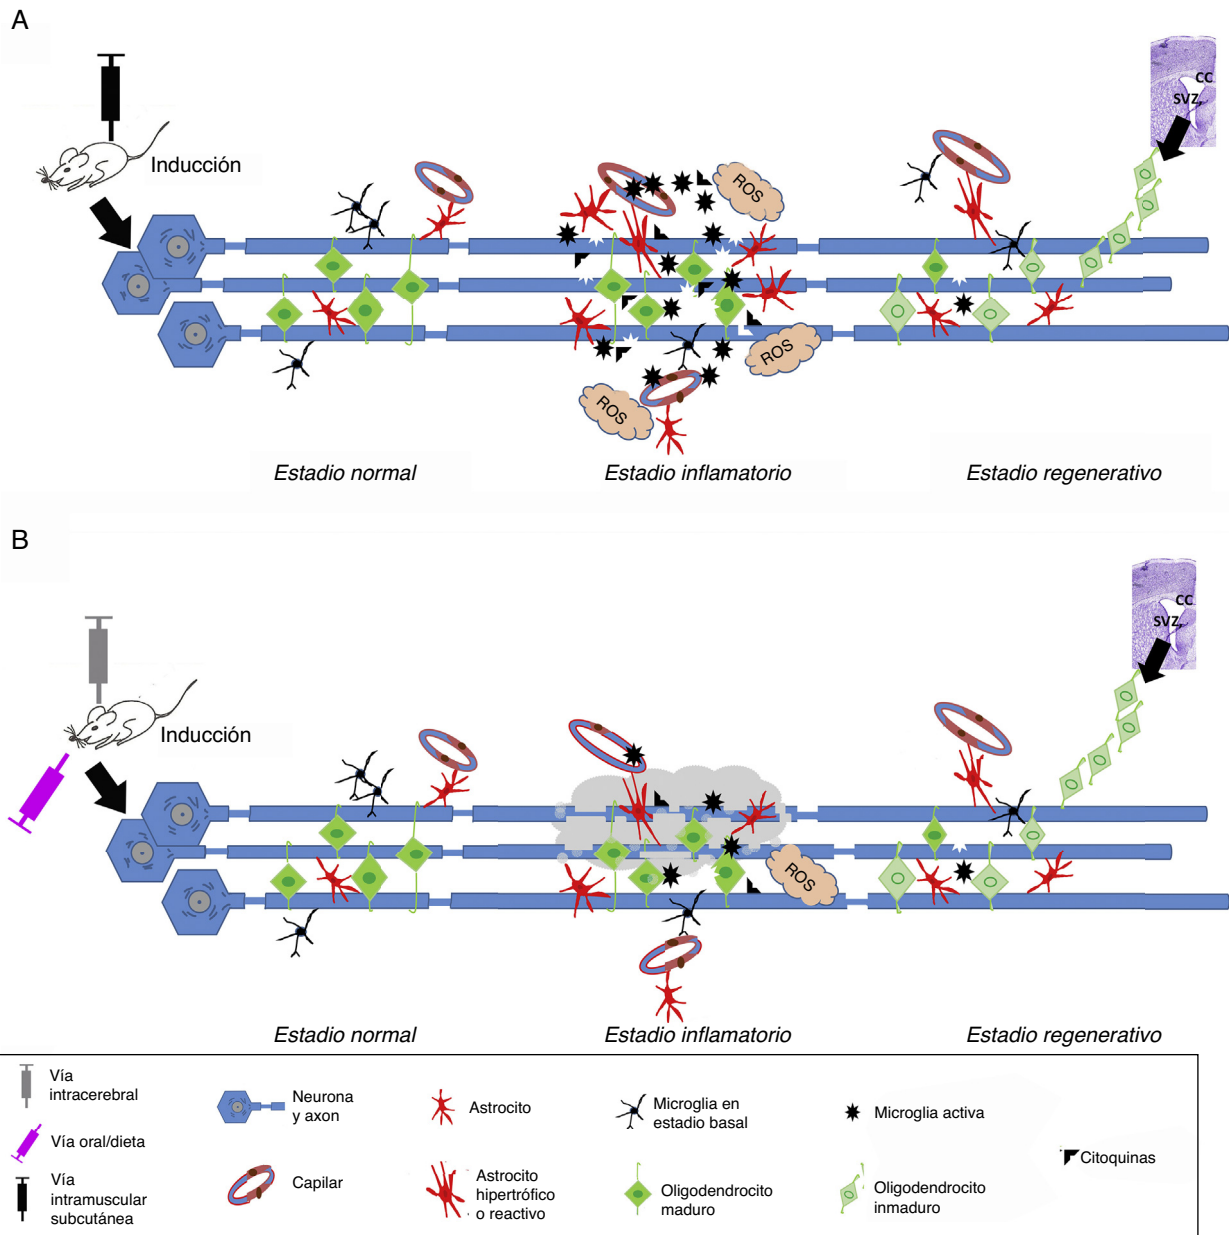 A
CC
SVZ
Inducción
ROS
ROS
ROS
Estadio normal
Estadio inflamatorio
Estadio regenerativo
B
CC
SVZ
Inducción
ROS
Estadio normal
Estadio inflamatorio
Estadio regenerativo
Vía
intracerebral
Vía oral/dieta
Vía
intramuscular
subcutánea
Neurona
y axon
Capilar
Astrocito
Astrocito
hipertrófico
o reactivo
Microglia en
estadio basal
Oligodendrocito
maduro
Microglia activa
Oligodendrocito
inmaduro
Citoquinas